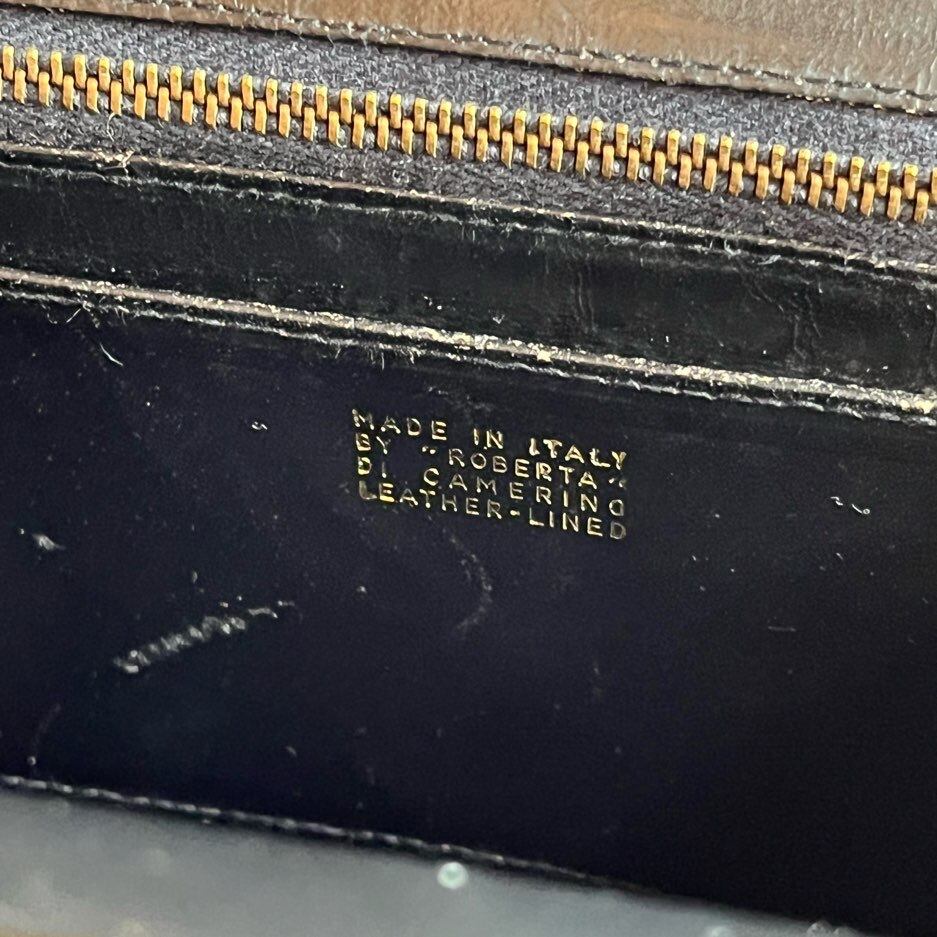 MADE IN ITALY
BY "ROBERTA"
DI CAMERINO
LEATHER-LINED